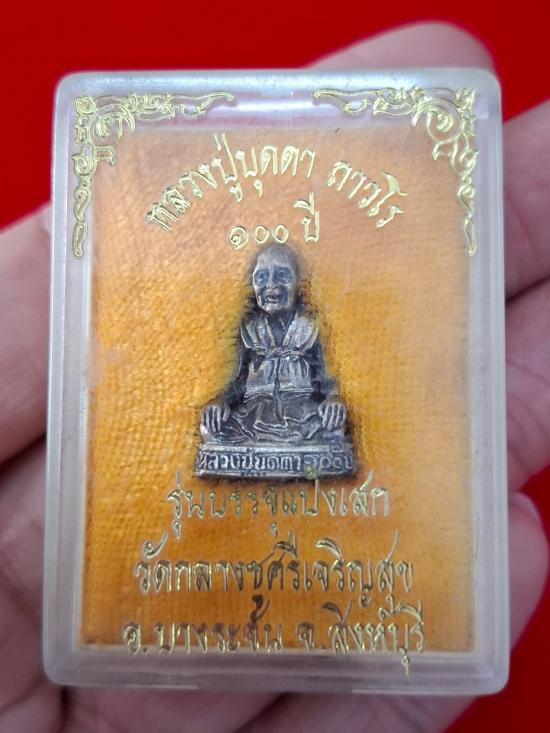 หลวงปู่บุดดา ถาวโร
๑๐๐ ปี
หลวงปู่บุดดา ๑๐๐ปี
รุ่นบรรจุแป้งเสก
วัดกลางชูศรีเจริญสุข
อ.บางระจัน จ.สิงห์บุรี